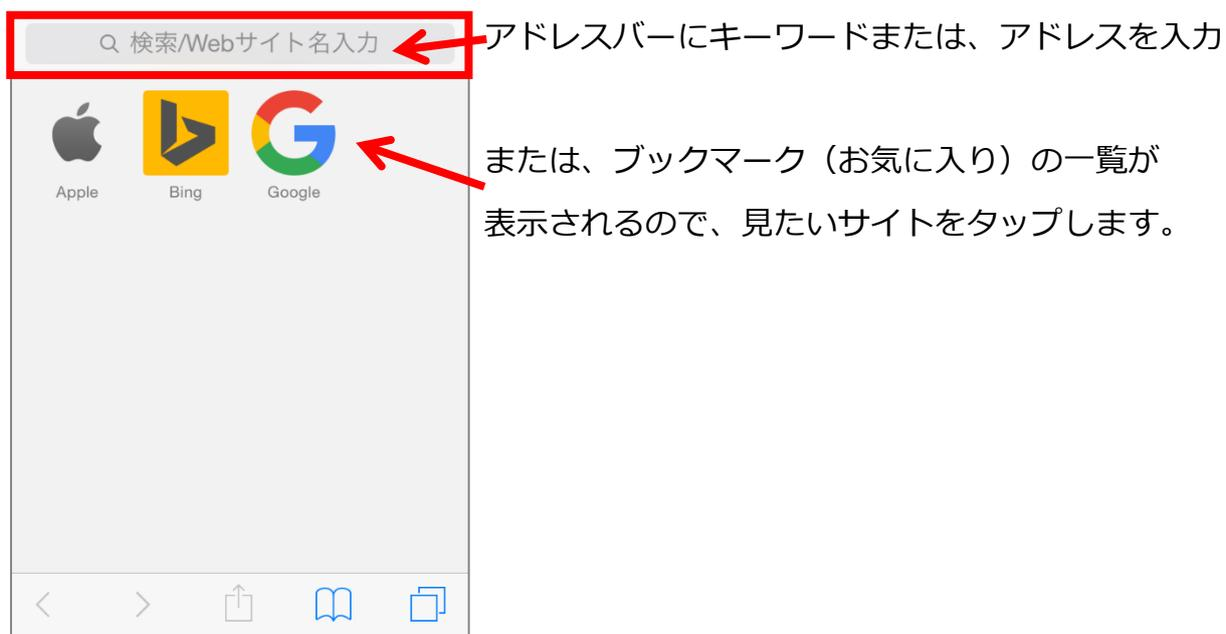 検索/Webサイト名入力
アドレスバーにキーワードまたは、アドレスを入力
Apple
Bing
Google
または、ブックマーク（お気に入り）の一覧が
表示されるので、見たいサイトをタップします。